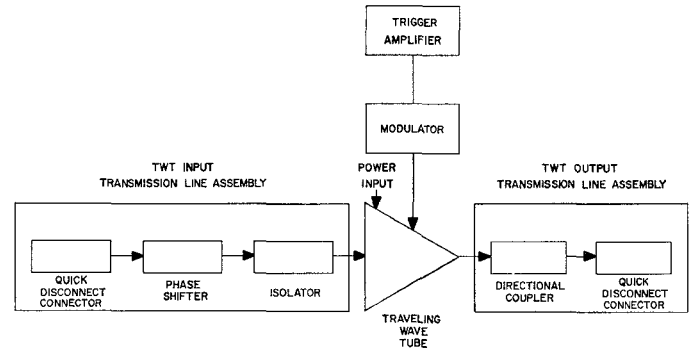 TRIGGER
AMPLIFIER
MODULATOR
TWT INPUT
TRANSMISSION LINE ASSEMBLY
POWER
INPUT
TWT OUTPUT
TRANSMISSION LINE ASSEMBLY
QUICK
DISCONNECT
CONNECTOR
PHASE
SHIFTER
ISOLATOR
TRAVELING
WAVE
TUBE
DIRECTIONAL
COUPLER
QUICK
DISCONNECT
CONNECTOR